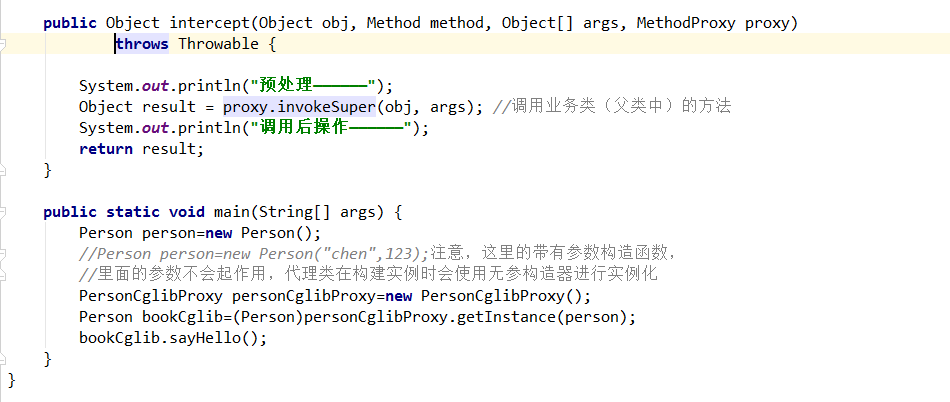 public Object intercept(Object obj, Method method, Object[] args, MethodProxy proxy)
throws Throwable {
System.out.println("预处理——————");
Object result = proxy.invokeSuper(obj, args); //调用业务类（父类中）的方法
System.out.println("调用后操作——————");
return result;
}
public static void main(String[] args) {
Person person=new Person();
//Person person=new Person("chen",123);注意，这里的带有参数构造函数，
//里面的参数不会起作用，代理类在构建实例时会使用无参构造器进行实例化
PersonCglibProxy personCglibProxy=new PersonCglibProxy();
Person bookCglib=(Person)personCglibProxy.getInstance(person);
bookCglib.sayHello();
}
}